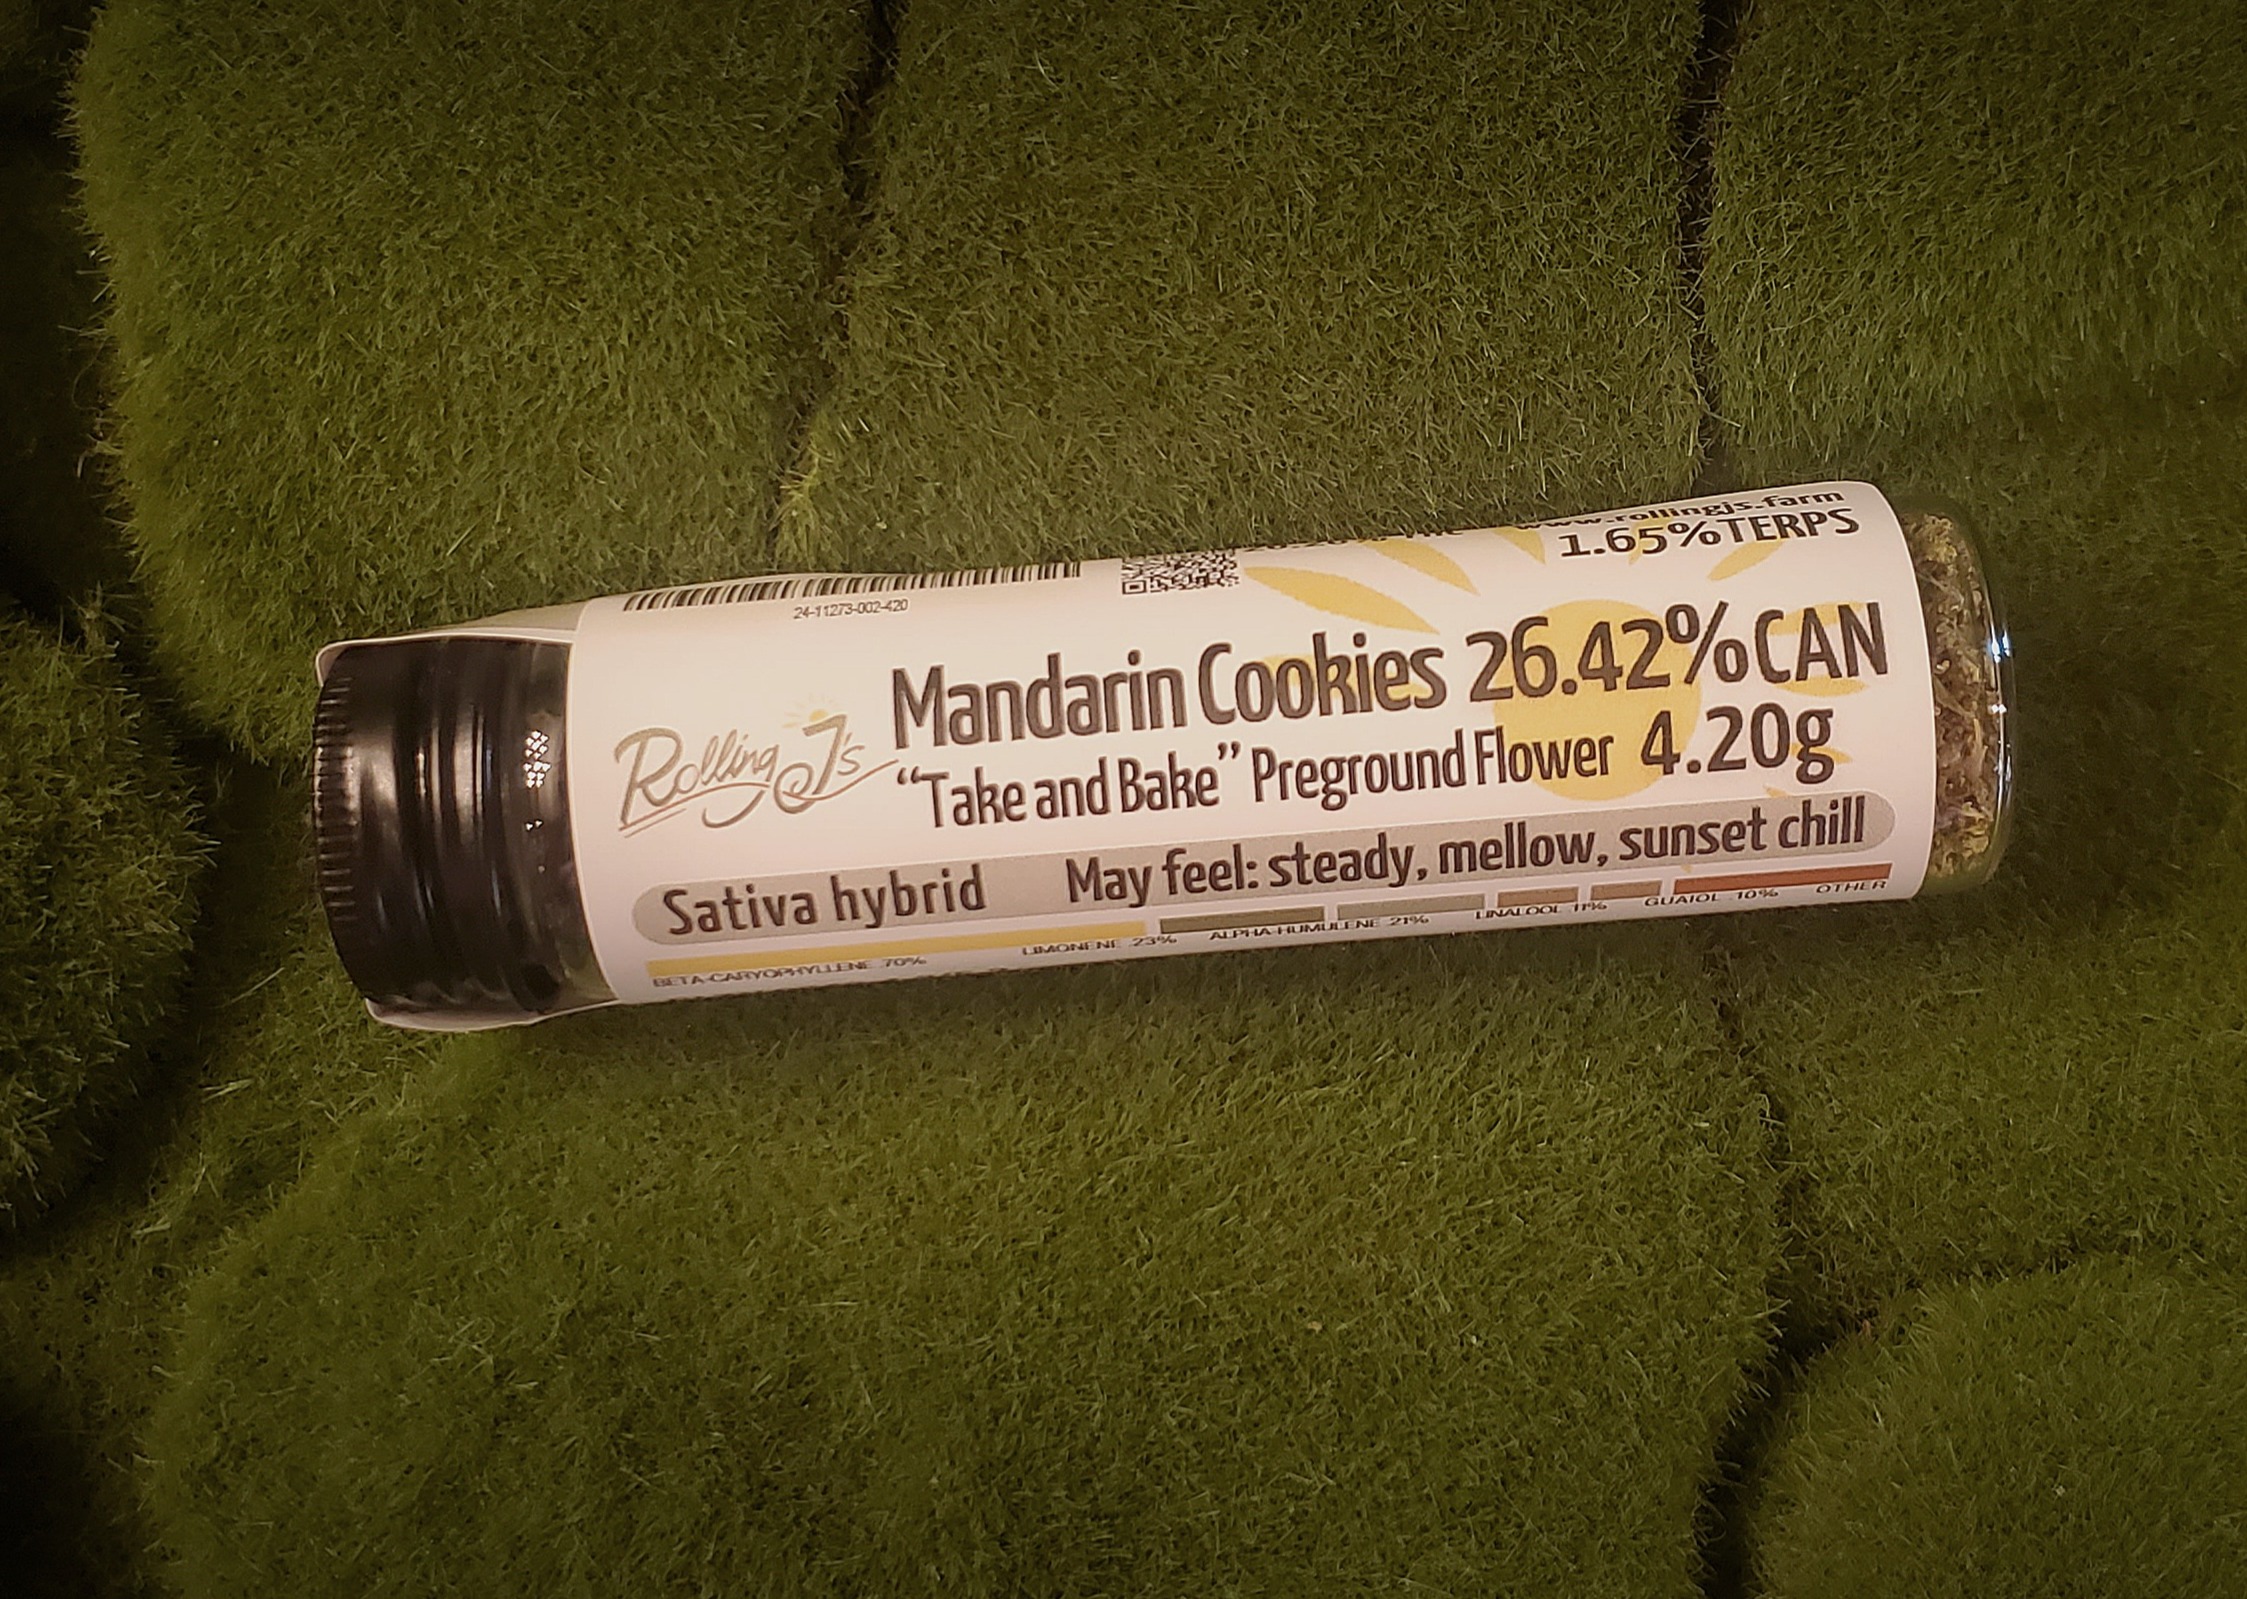 www.rollingjs.farm
1.65%TERPS
24-11273-002-420
Rolling J's
Mandarin Cookies 26.42%CAN
“Take and Bake” Preground Flower 4.20g
Sativa hybrid May feel: steady, mellow, sunset chill
BETA-CARYOPHYLLENE .70% LIMONENE .23% ALPHA-HUMULENE .21% LINALOOL .11% GUAIOL .10% OTHER